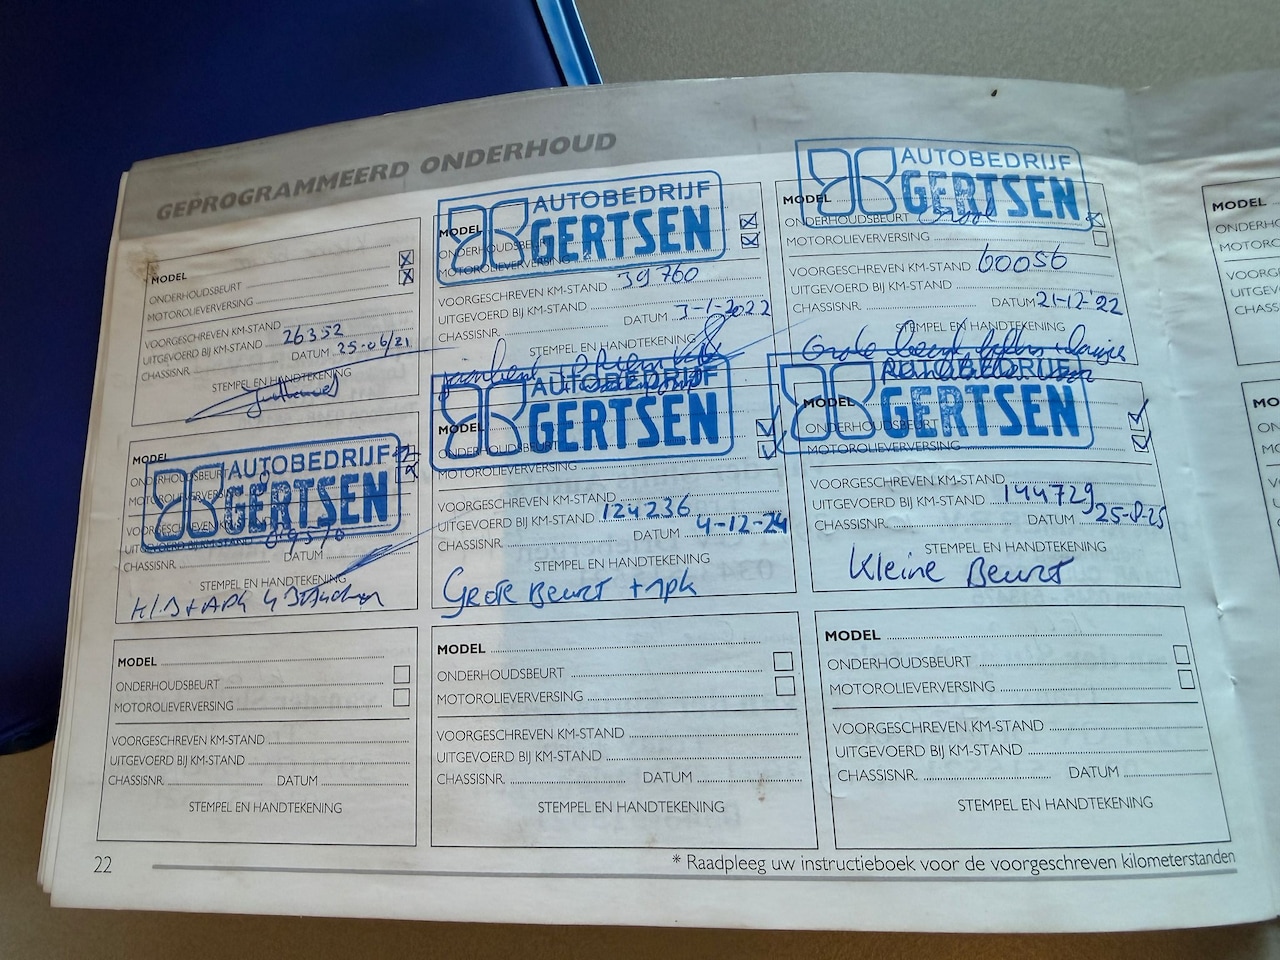 GEPROGRAMMEERD ONDERHOUD
MODEL
ONDERHOUDSBEURT
MOTOROLIEVERVERSING
VOORGESCHREVEN KM-STAND
UITGEVOERD BIJ KM-STAND 26352
CHASSISNR. DATUM 25-06/21
STEMPEL EN HANDTEKENING
AUTOBEDRIJF
GERTSEN
MODEL
ONDERHOUDSBEURT
MOTOROLIEVERVERSING
VOORGESCHREVEN KM-STAND 39760
UITGEVOERD BIJ KM-STAND
CHASSISNR. DATUM 3-1-2022
STEMPEL EN HANDTEKENING
AUTOBEDRIJF
GERTSEN
MODEL
ONDERHOUDSBEURT
MOTOROLIEVERVERSING
VOORGESCHREVEN KM-STAND 60056
UITGEVOERD BIJ KM-STAND
CHASSISNR. DATUM 21-12-'22
STEMPEL EN HANDTEKENING
Grote beurt
MODEL
AUTOBEDRIJF
GERTSEN
ONDERHOUDSBEURT
MOTOROLIEVERVERSING
VOORGESCHREVEN KM-STAND
UITGEVOERD BIJ KM-STAND
CHASSISNR. DATUM
STEMPEL EN HANDTEKENING
AUTOBEDRIJF
GERTSEN
MODEL
ONDERHOUDSBEURT
MOTOROLIEVERVERSING
VOORGESCHREVEN KM-STAND
UITGEVOERD BIJ KM-STAND 124236
CHASSISNR. DATUM 4-12-24
STEMPEL EN HANDTEKENING
Grote Beurt + apk
AUTOBEDRIJF
GERTSEN
MODEL
ONDERHOUDSBEURT
MOTOROLIEVERVERSING
VOORGESCHREVEN KM-STAND
UITGEVOERD BIJ KM-STAND 144729
CHASSISNR. DATUM 25-8-25
STEMPEL EN HANDTEKENING
Kleine Beurt
MODEL
ONDERHOUDSBEURT
MOTOROLIEVERVERSING
VOORGESCHREVEN KM-STAND
UITGEVOERD BIJ KM-STAND
CHASSISNR. DATUM
STEMPEL EN HANDTEKENING
MODEL
ONDERHOUDSBEURT
MOTOROLIEVERVERSING
VOORGESCHREVEN KM-STAND
UITGEVOERD BIJ KM-STAND
CHASSISNR. DATUM
STEMPEL EN HANDTEKENING
MODEL
ONDERHOUDSBEURT
MOTOROLIEVERVERSING
VOORGESCHREVEN KM-STAND
UITGEVOERD BIJ KM-STAND
CHASSISNR. DATUM
STEMPEL EN HANDTEKENING
22
* Raadpleeg uw instructieboek voor de voorgeschreven kilometerstanden
MODEL